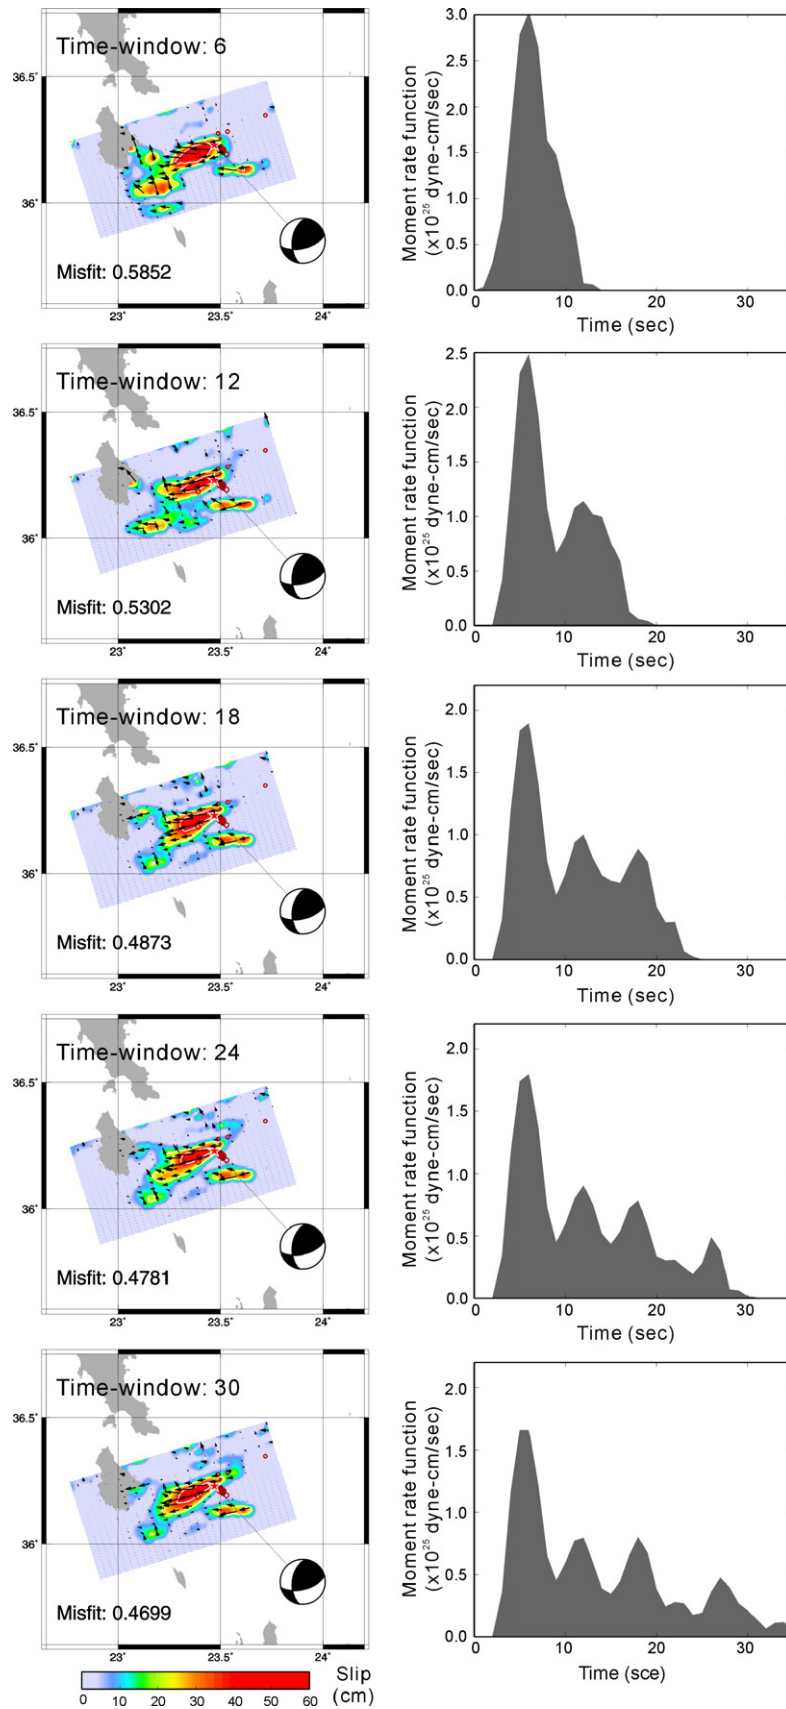 Time-window: 6
36.5°
36°
Misfit: 0.5852
23°
23.5°
24°
Moment rate function
(x10²⁵ dyne-cm/sec)
3.0
2.5
2.0
1.5
1.0
0.5
0.0
0
10
20
30
Time (sec)
Time-window: 12
36.5°
36°
Misfit: 0.5302
23°
23.5°
24°
Moment rate function
(x10²⁵ dyne-cm/sec)
2.5
2.0
1.5
1.0
0.5
0.0
0
10
20
30
Time (sec)
Time-window: 18
36.5°
36°
Misfit: 0.4873
23°
23.5°
24°
Moment rate function
(x10²⁵ dyne-cm/sec)
2.0
1.5
1.0
0.5
0.0
0
10
20
30
Time (sec)
Time-window: 24
36.5°
36°
Misfit: 0.4781
23°
23.5°
24°
Moment rate function
(x10²⁵ dyne-cm/sec)
2.0
1.5
1.0
0.5
0.0
0
10
20
30
Time (sec)
Time-window: 30
36.5°
36°
Misfit: 0.4699
23°
23.5°
24°
Moment rate function
(x10²⁵ dyne-cm/sec)
2.0
1.5
1.0
0.5
0.0
0
10
20
30
Time (sce)
0 10 20 30 40 50 60
Slip
(cm)